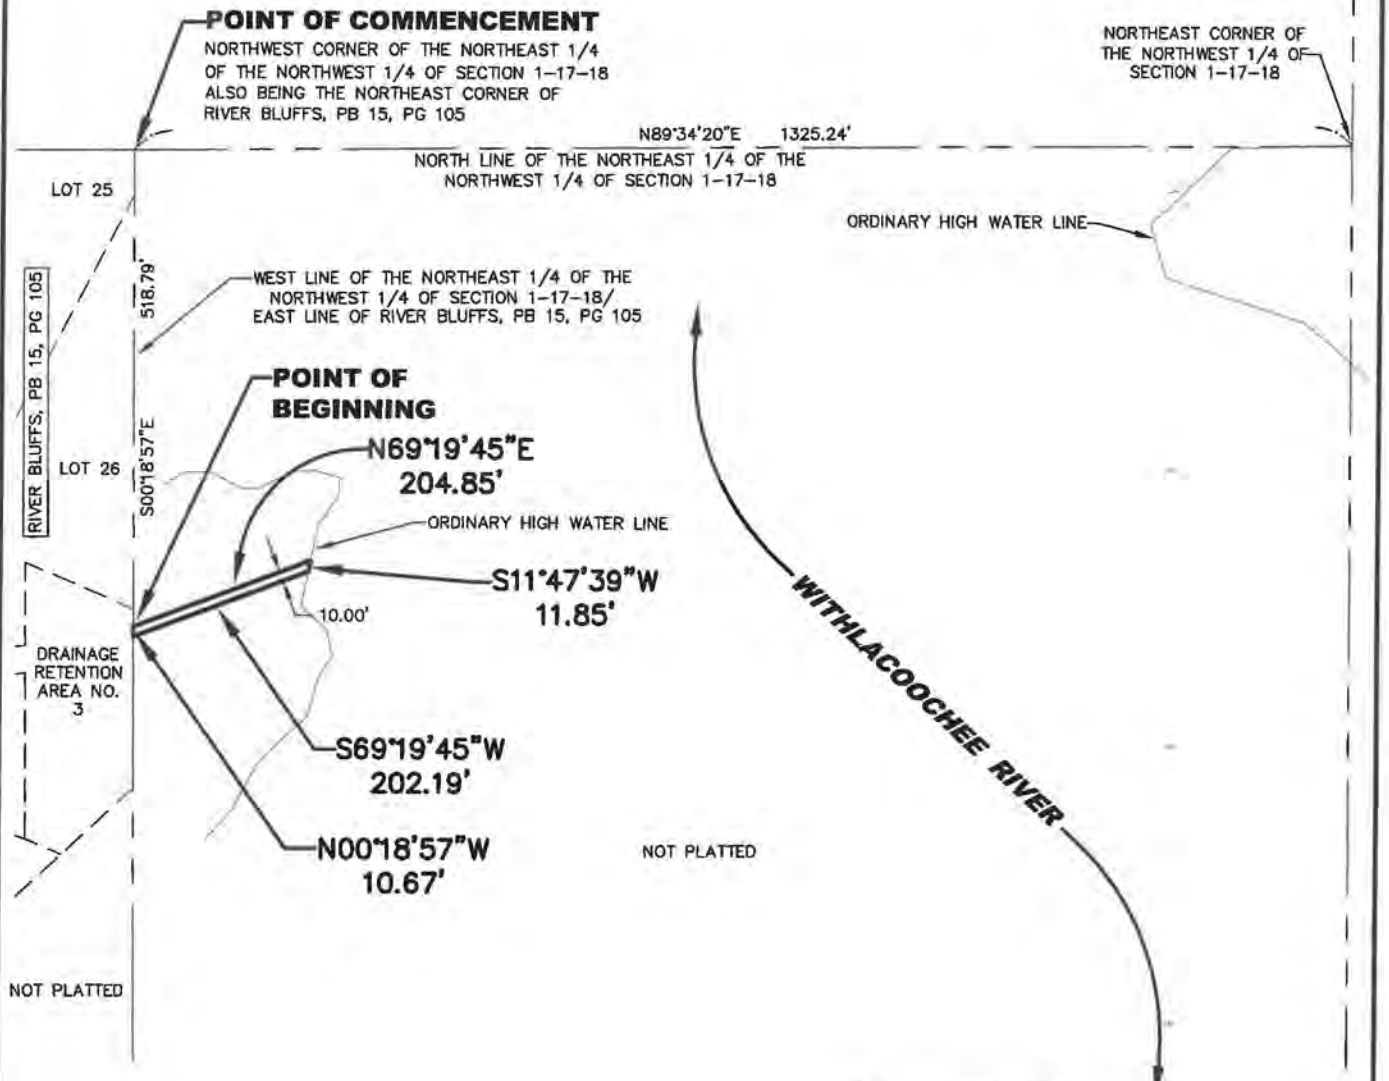 POINT OF COMMENCEMENT
NORTHWEST CORNER OF THE NORTHEAST 1/4
OF THE NORTHWEST 1/4 OF SECTION 1-17-18
ALSO BEING THE NORTHEAST CORNER OF
RIVER BLUFFS, PB 15, PG 105
NORTHEAST CORNER OF
THE NORTHWEST 1/4 OF
SECTION 1-17-18
N89°34'20"E 1325.24'
NORTH LINE OF THE NORTHEAST 1/4 OF THE
NORTHWEST 1/4 OF SECTION 1-17-18
LOT 25
ORDINARY HIGH WATER LINE
518.79'
S00°18'57"E
WEST LINE OF THE NORTHEAST 1/4 OF THE
NORTHWEST 1/4 OF SECTION 1-17-18/
EAST LINE OF RIVER BLUFFS, PB 15, PG 105
RIVER BLUFFS, PB 15, PG 105
POINT OF
BEGINNING
N69°19'45"E
204.85'
LOT 26
ORDINARY HIGH WATER LINE
S11°47'39"W
11.85'
10.00'
WITHLACOOCHEE RIVER
DRAINAGE
RETENTION
AREA NO.
3
S69°19'45"W
202.19'
N00°18'57"W
10.67'
NOT PLATTED
NOT PLATTED